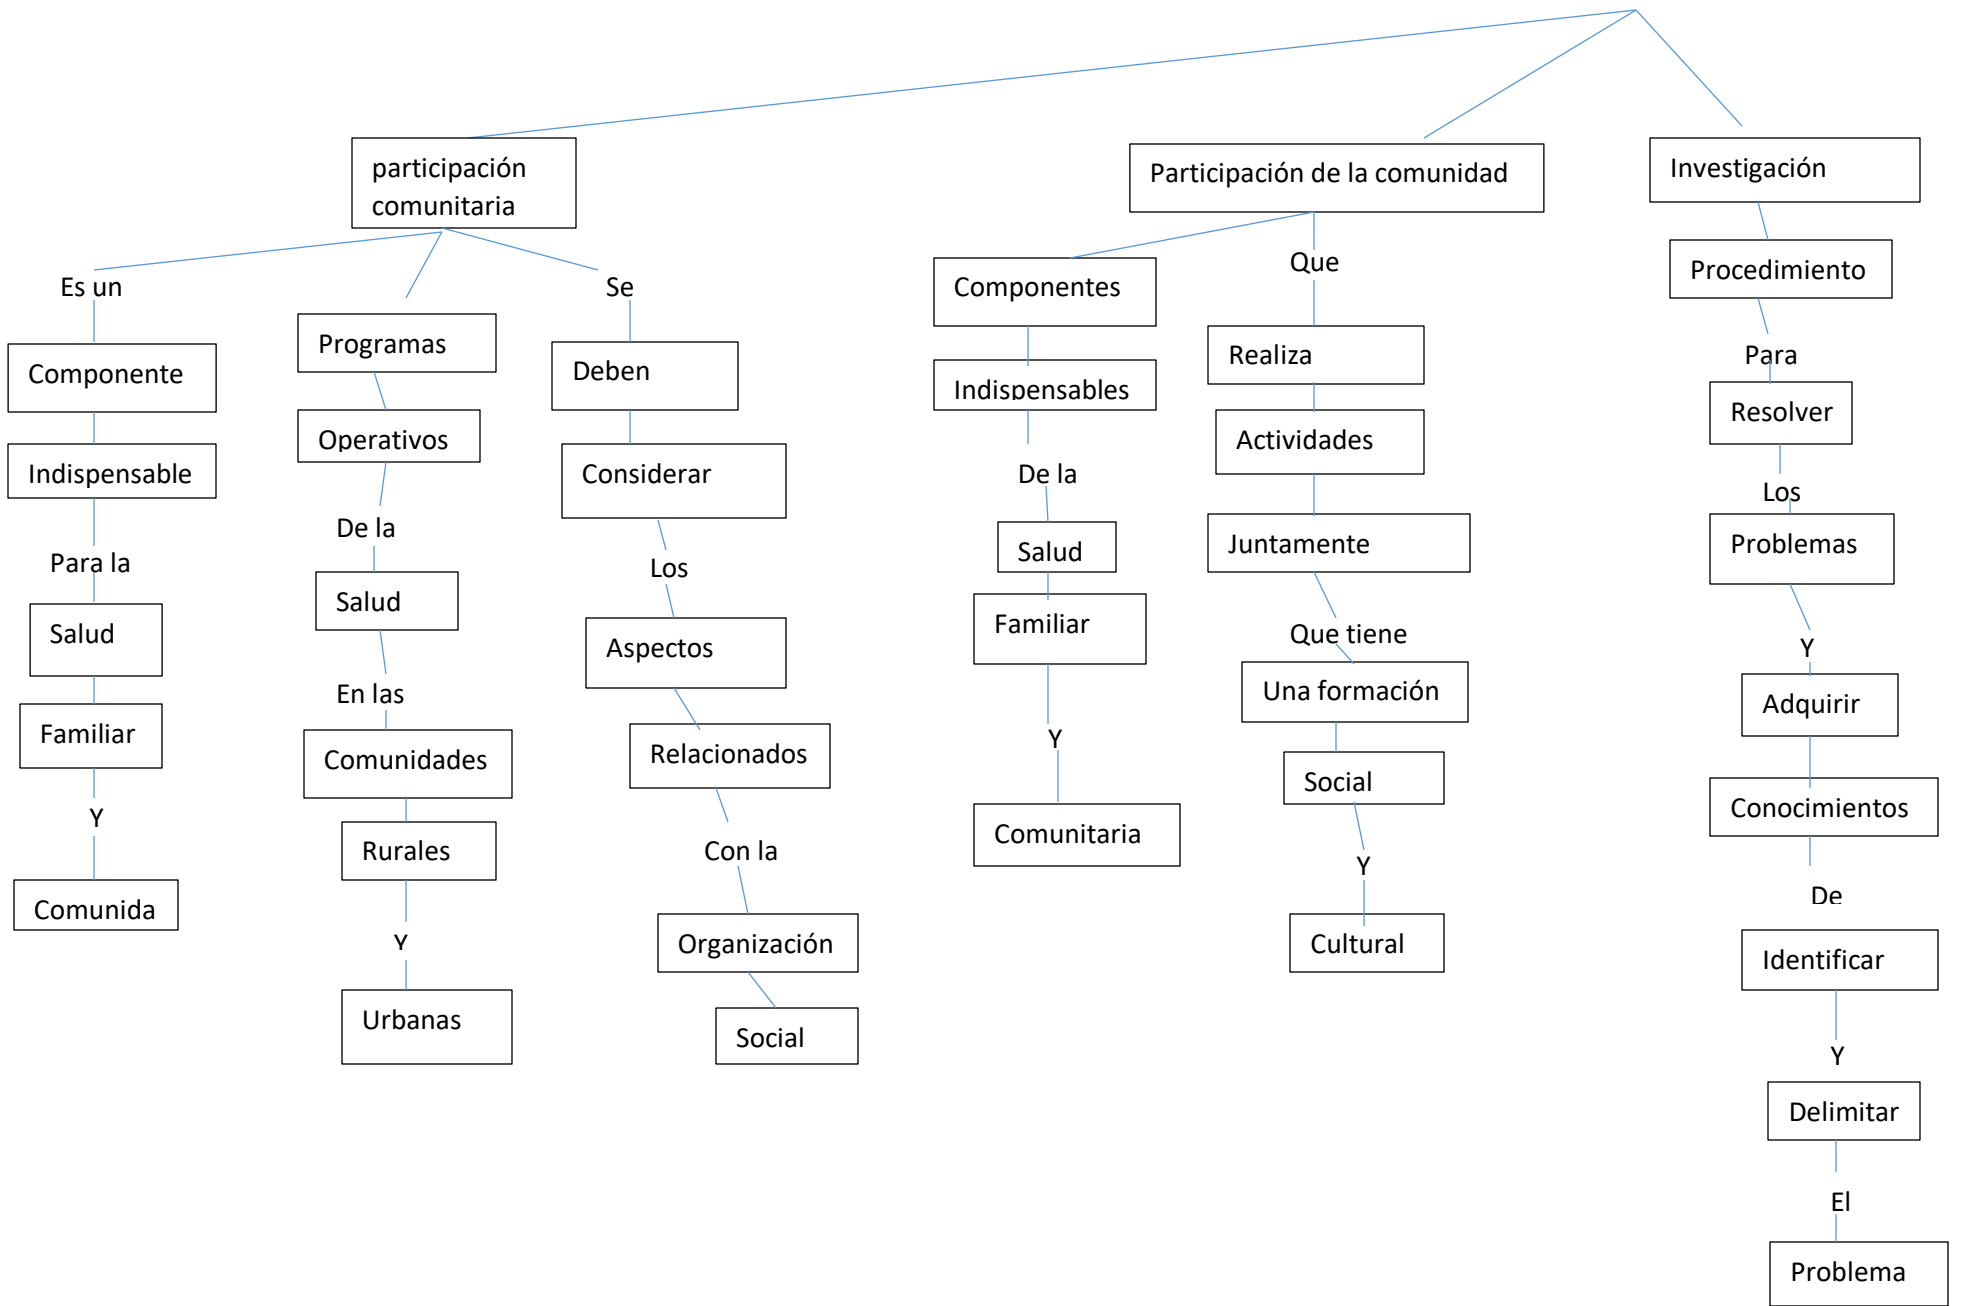 participación
comunitaria
Es un
Componente
Indispensable
Para la
Salud
Familiar
Y
Comunida
Programas
Operativos
De la
Salud
En las
Comunidades
Rurales
Y
Urbanas
Se
Deben
Considerar
Los
Aspectos
Relacionados
Con la
Organización
Social
Participación de la comunidad
Componentes
Indispensables
De la
Salud
Familiar
Y
Comunitaria
Que
Realiza
Actividades
Juntamente
Que tiene
Una formación
Social
Y
Cultural
Investigación
Procedimiento
Para
Resolver
Los
Problemas
Y
Adquirir
Conocimientos
De
Identificar
Y
Delimitar
El
Problema